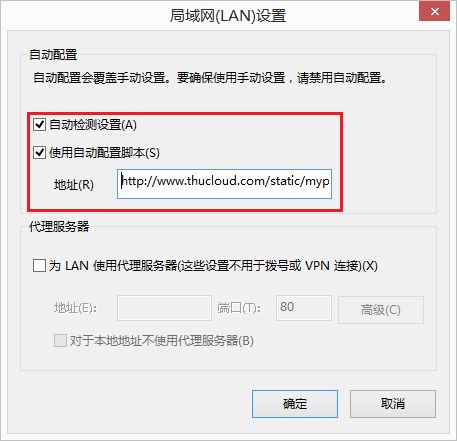 局域网(LAN)设置
自动配置
自动配置会覆盖手动设置。要确保使用手动设置，请禁用自动配置。
自动检测设置(A)
使用自动配置脚本(S)
地址(R) http://www.thucloud.com/static/myp
代理服务器
为 LAN 使用代理服务器(这些设置不用于拨号或 VPN 连接)(X)
地址(E): 端口(T): 80 高级(C)
对于本地地址不使用代理服务器(B)
确定 取消